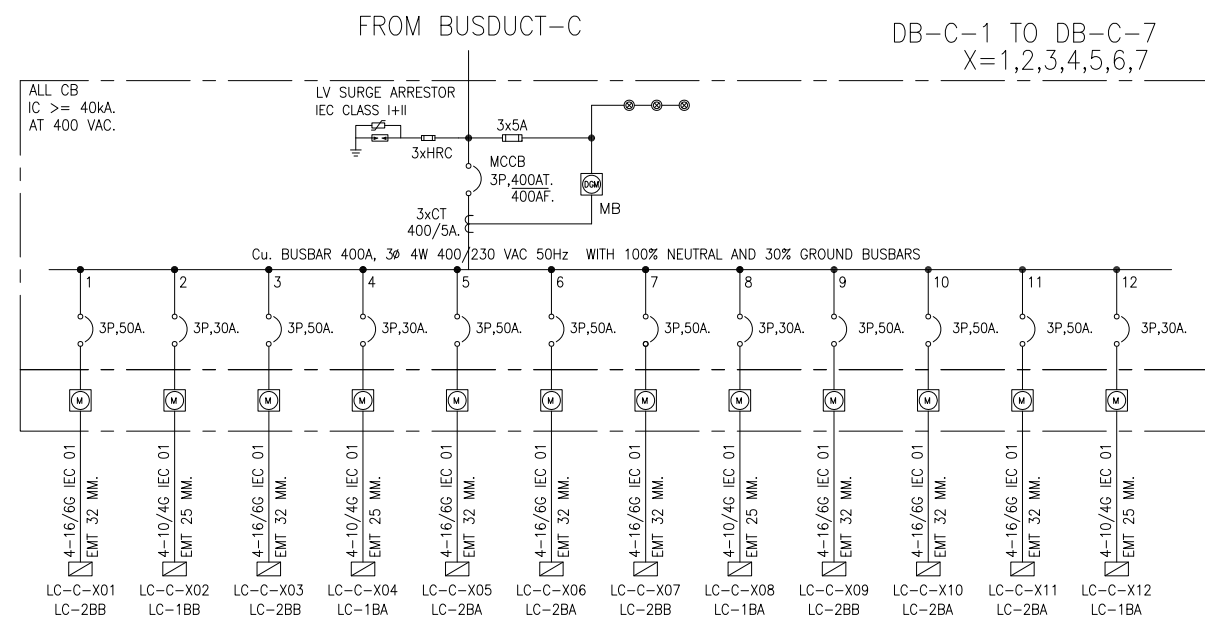 FROM BUSDUCT-C
DB-C-1 TO DB-C-7
X=1,2,3,4,5,6,7
ALL CB
IC >= 40kA.
AT 400 VAC.
LV SURGE ARRESTOR
IEC CLASS I+II
3xHRC
3x5A
MCCB
3P,400AT.
400AF.
DGM
MB
3xCT
400/5A.
Cu. BUSBAR 400A, 3ø 4W 400/230 VAC 50Hz WITH 100% NEUTRAL AND 30% GROUND BUSBARS
1 2 3 4 5 6 7 8 9 10 11 12
3P,50A. 3P,30A. 3P,50A. 3P,30A. 3P,50A. 3P,50A. 3P,50A. 3P,30A. 3P,50A. 3P,50A. 3P,50A. 3P,30A.
M M M M M M M M M M M M
4-16/6G IEC 01
EMT 32 MM.
4-10/4G IEC 01
EMT 25 MM.
4-16/6G IEC 01
EMT 32 MM.
4-10/4G IEC 01
EMT 25 MM.
4-16/6G IEC 01
EMT 32 MM.
4-16/6G IEC 01
EMT 32 MM.
4-16/6G IEC 01
EMT 32 MM.
4-10/4G IEC 01
EMT 25 MM.
4-16/6G IEC 01
EMT 32 MM.
4-16/6G IEC 01
EMT 32 MM.
4-16/6G IEC 01
EMT 32 MM.
4-10/4G IEC 01
EMT 25 MM.
LC-C-X01 LC-C-X02 LC-C-X03 LC-C-X04 LC-C-X05 LC-C-X06 LC-C-X07 LC-C-X08 LC-C-X09 LC-C-X10 LC-C-X11 LC-C-X12
LC-2BB LC-1BB LC-2BB LC-1BA LC-2BA LC-2BA LC-2BB LC-1BA LC-2BB LC-2BA LC-2BA LC-1BA